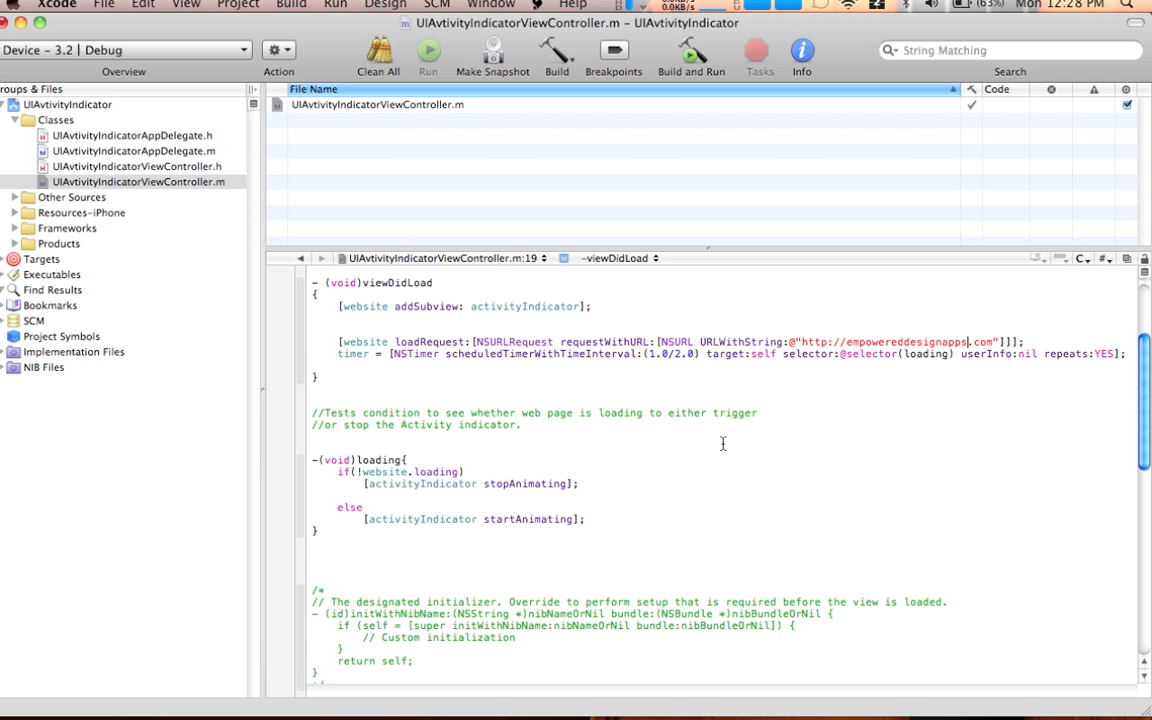 Xcode File Edit View Project Build Run Design SCM Window Help 0.0KB/s (63%) Mon 12:28 PM
UIAvtivityIndicatorViewController.m – UIAvtivityIndicator
Device - 3.2 | Debug
String Matching
Overview Action Clean All Run Make Snapshot Build Breakpoints Build and Run Tasks Info Search
roups & Files
File Name Code
UIAvtivityIndicator
UIAvtivityIndicatorViewController.m
Classes
UIAvtivityIndicatorAppDelegate.h
UIAvtivityIndicatorAppDelegate.m
UIAvtivityIndicatorViewController.h
UIAvtivityIndicatorViewController.m
Other Sources
Resources-iPhone
Frameworks
Products
Targets
Executables
Find Results
Bookmarks
SCM
Project Symbols
Implementation Files
NIB Files
UIAvtivityIndicatorViewController.m:19 -viewDidLoad C #
- (void)viewDidLoad
{
[website addSubview: activityIndicator];
[website loadRequest:[NSURLRequest requestWithURL:[NSURL URLWithString:@"http://empowereddesignapps.com"]]];
timer = [NSTimer scheduledTimerWithTimeInterval:(1.0/2.0) target:self selector:@selector(loading) userInfo:nil repeats:YES];
}
//Tests condition to see whether web page is loading to either trigger
//or stop the Activity indicator.
-(void)loading{
if(!website.loading)
[activityIndicator stopAnimating];
else
[activityIndicator startAnimating];
}
/*
// The designated initializer. Override to perform setup that is required before the view is loaded.
- (id)initWithNibName:(NSString *)nibNameOrNil bundle:(NSBundle *)nibBundleOrNil {
if (self = [super initWithNibName:nibNameOrNil bundle:nibBundleOrNil]) {
// Custom initialization
}
return self;
}